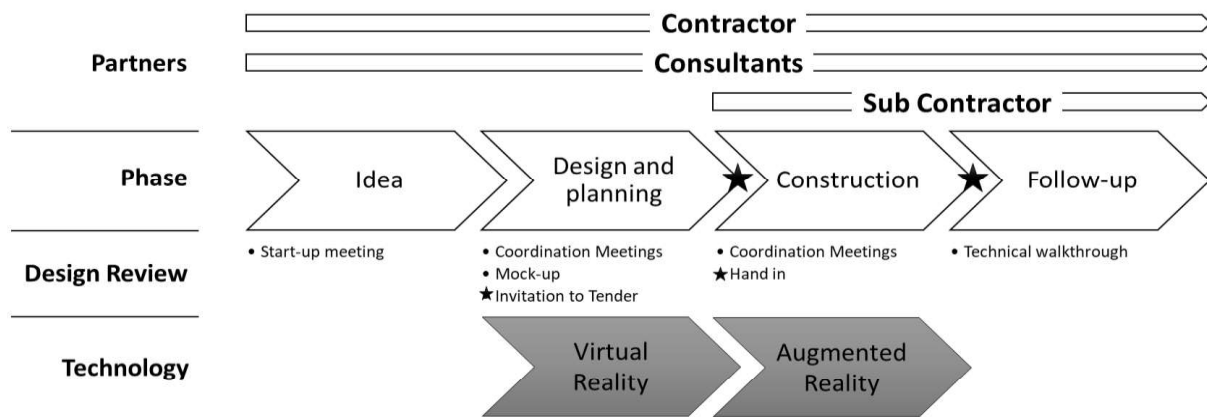 Contractor
Partners
Consultants
Sub Contractor
Phase
Idea
Design and
planning
Construction
Follow-up
Design Review
• Start-up meeting
• Coordination Meetings
• Mock-up
★Invitation to Tender
• Coordination Meetings
★Hand in
• Technical walkthrough
Technology
Virtual
Reality
Augmented
Reality